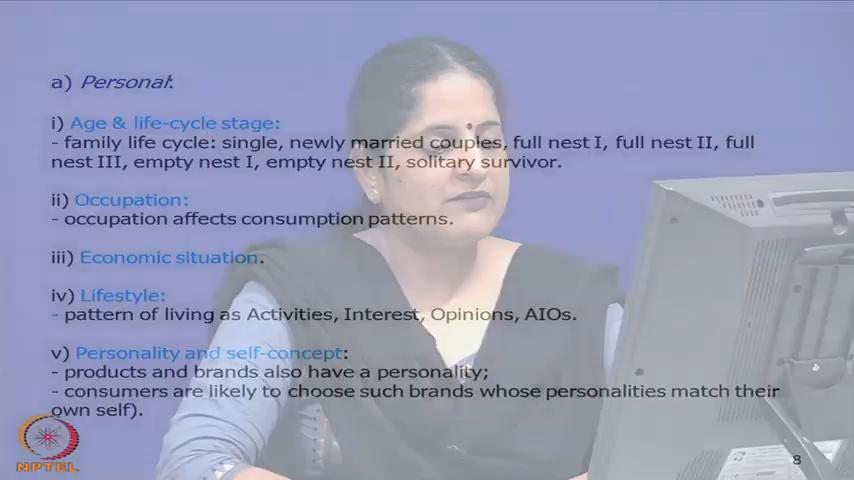 a) Personal:
i) Age & life-cycle stage:
- family life cycle: single, newly married couples, full nest I, full nest II, full
nest III, empty nest I, empty nest II, solitary survivor.
ii) Occupation:
- occupation affects consumption patterns.
iii) Economic situation.
iv) Lifestyle:
- pattern of living as Activities, Interest, Opinions, AIOs.
v) Personality and self-concept:
- products and brands also have a personality;
- consumers are likely to choose such brands whose personalities match their
own self).
NPTEL
8